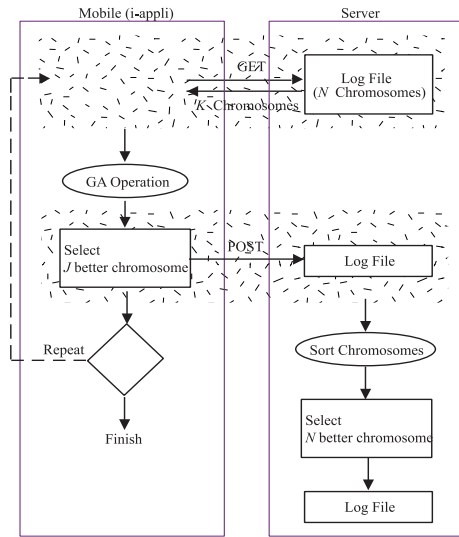 Mobile (i-appli)
Server
GET
Log File
(N Chromosomes)
K Chromosomes
GA Operation
Select
J better chromosome
POST
Log File
Repeat
Sort Chromosomes
Finish
Select
N better chromosome
Log File